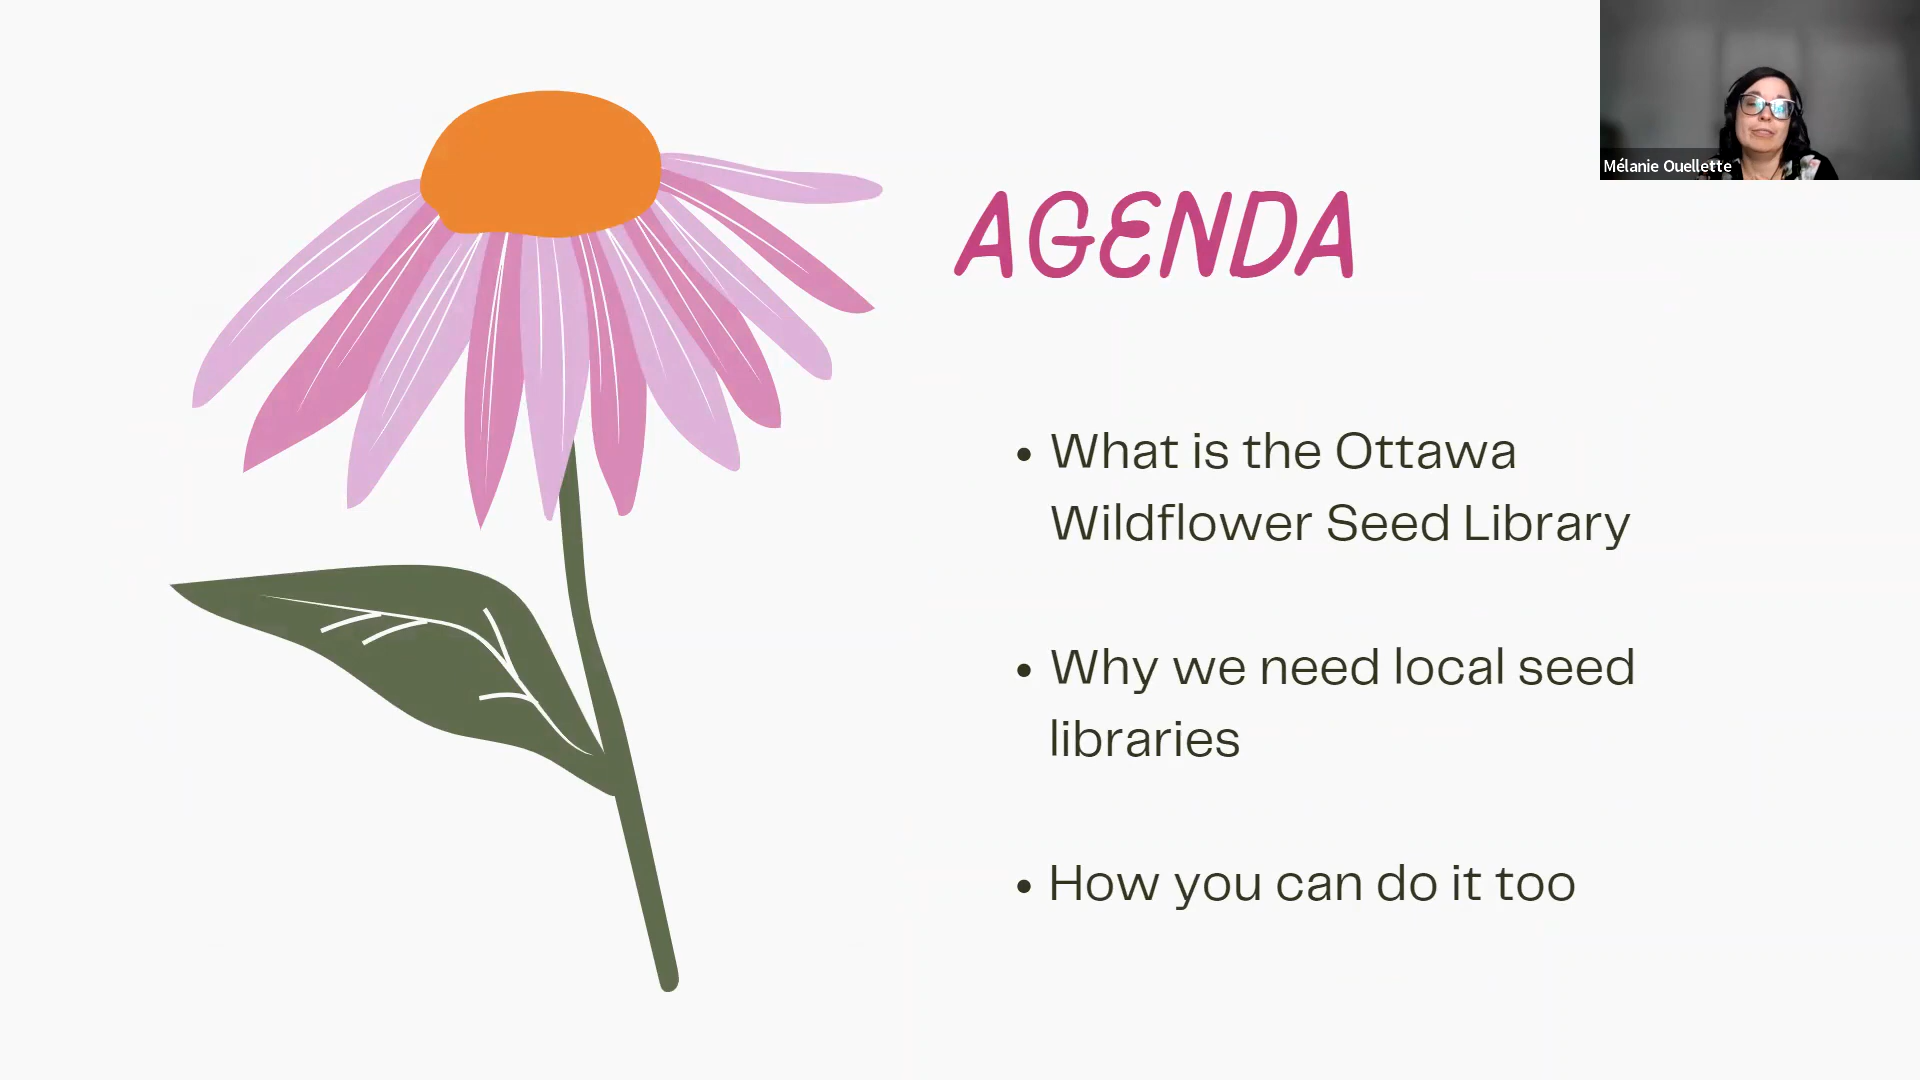 Mélanie Ouellette
AGENDA
• What is the Ottawa
Wildflower Seed Library
• Why we need local seed
libraries
• How you can do it too